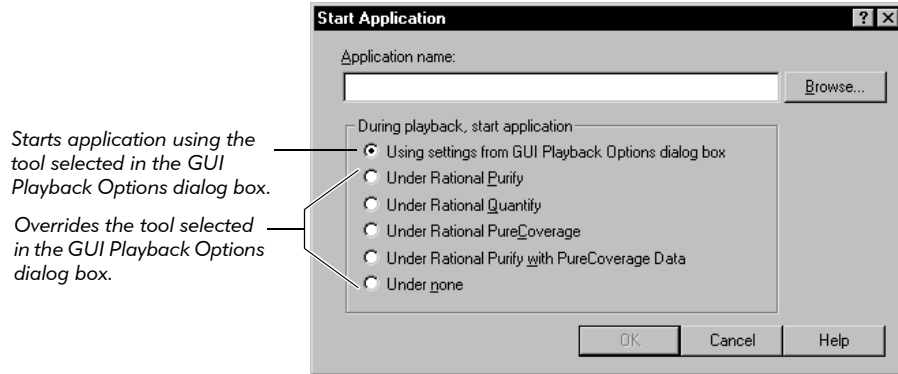 Start Application
Application name:
Browse...
During playback, start application
Starts application using the
tool selected in the GUI
Playback Options dialog box.
Using settings from GUI Playback Options dialog box
Under Rational Purify
Overrides the tool selected
in the GUI Playback Options
dialog box.
Under Rational Quantify
Under Rational PureCoverage
Under Rational Purify with PureCoverage Data
Under none
OK
Cancel
Help